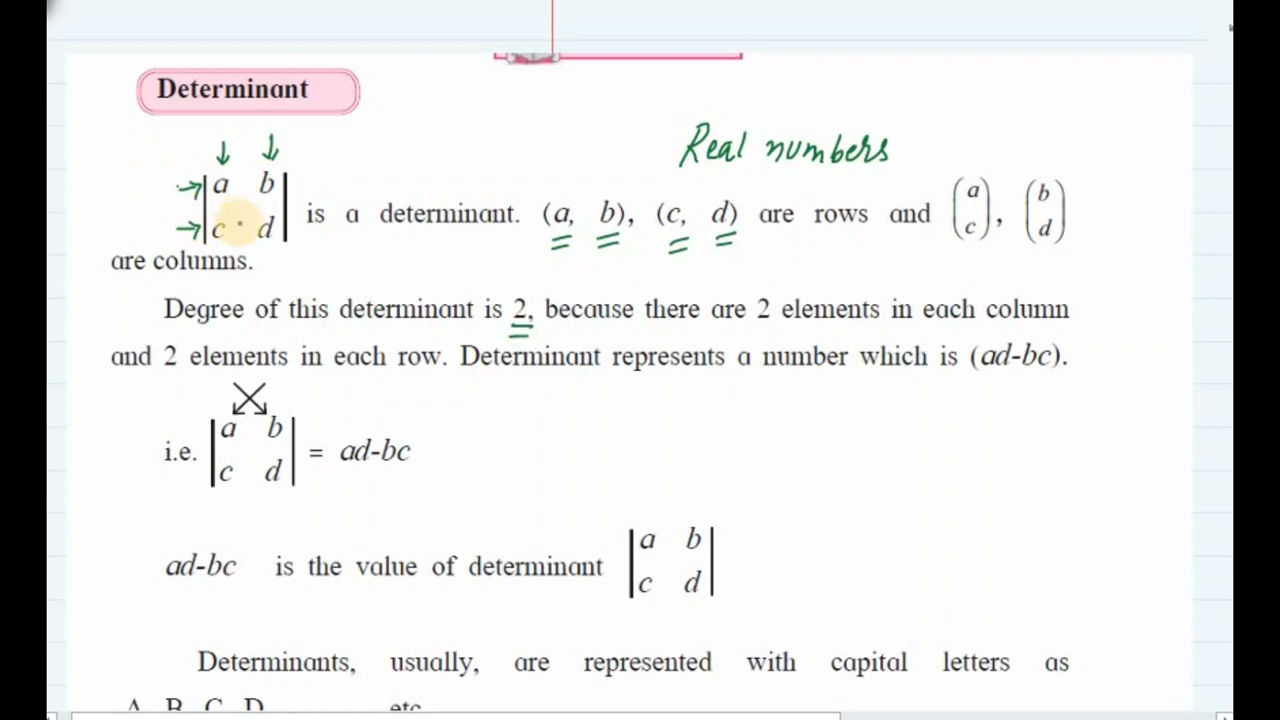 Determinant
Real numbers
|a b|
|c d| is a determinant. (a, b), (c, d) are rows and (a c), (b d)
are columns.
Degree of this determinant is 2, because there are 2 elements in each column
and 2 elements in each row. Determinant represents a number which is (ad-bc).
i.e. |a b|
|c d| = ad-bc
ad-bc is the value of determinant |a b|
|c d|
Determinants, usually, are represented with capital letters as
A B C D etc